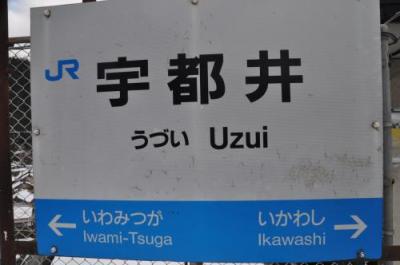 JR
宇都井
うづい Uzui
← いわみつが いかわし →
Iwami-Tsuga Ikawashi